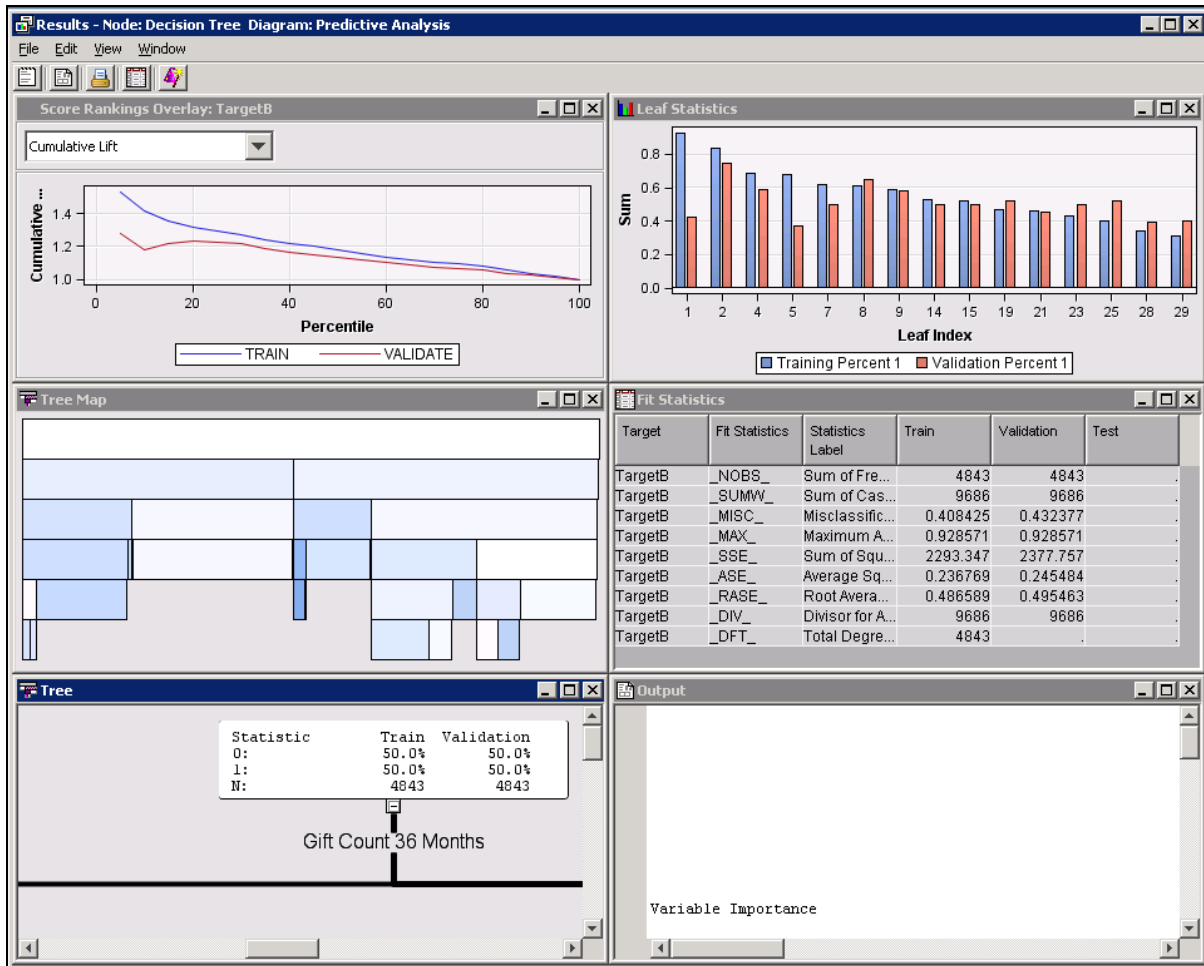 Results - Node: Decision Tree Diagram: Predictive Analysis
File Edit View Window
Score Rankings Overlay: TargetB
Cumulative Lift
Cumulative ...
1.4
1.2
1.0
0 20 40 60 80 100
Percentile
TRAIN VALIDATE
Leaf Statistics
Sum
0.8
0.6
0.4
0.2
0.0
1 2 4 5 7 8 9 14 15 19 21 23 25 28 29
Leaf Index
Training Percent 1 Validation Percent 1
Tree Map
Fit Statistics
Target Fit Statistics Statistics Label Train Validation Test
TargetB _NOBS_ Sum of Fre... 4843 4843 .
TargetB _SUMW_ Sum of Cas... 9686 9686 .
TargetB _MISC_ Misclassific... 0.408425 0.432377 .
TargetB _MAX_ Maximum A... 0.928571 0.928571 .
TargetB _SSE_ Sum of Squ... 2293.347 2377.757 .
TargetB _ASE_ Average Sq... 0.236769 0.245484 .
TargetB _RASE_ Root Avera... 0.486589 0.495463 .
TargetB _DIV_ Divisor for A... 9686 9686 .
TargetB _DFT_ Total Degre... 4843 . .
Tree
Statistic Train Validation
0: 50.0% 50.0%
1: 50.0% 50.0%
N: 4843 4843
Gift Count 36 Months
Output
Variable Importance